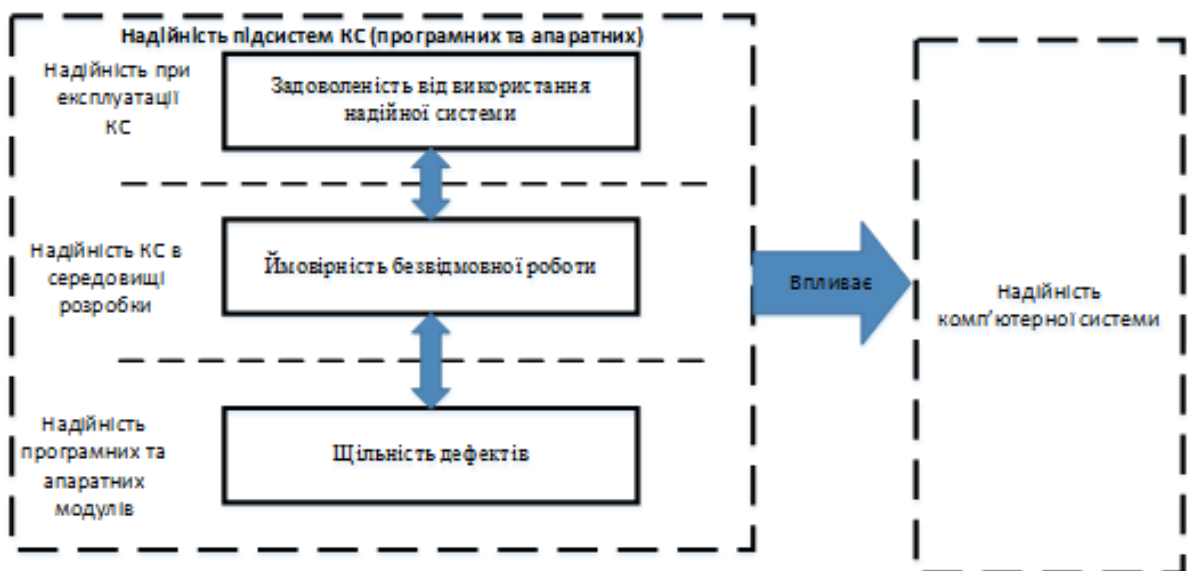 Надійність підсистем КС (програмних та апаратних)
Надійність при
експлуатації
КС
Задоволеність від використання
надійної системи
Надійність КС в
середовищі
розробки
Ймовірність безвідмовної роботи
Надійність
програмних та
апаратних
модулів
Щільність дефектів
Впливає
Надійність
комп’ютерної системи